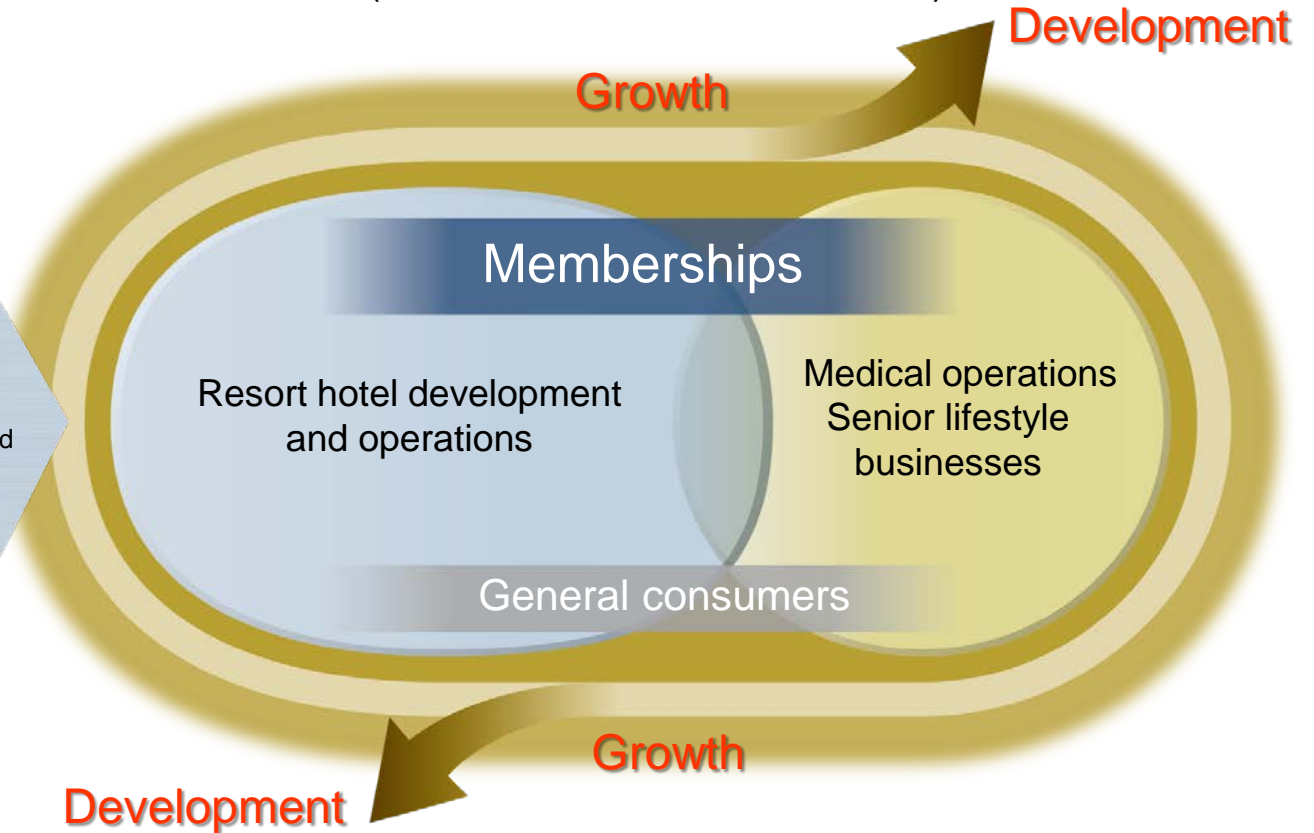 Development
Growth
Memberships
Resort hotel development
and operations
Medical operations
Senior lifestyle
businesses
General consumers
Growth
Development